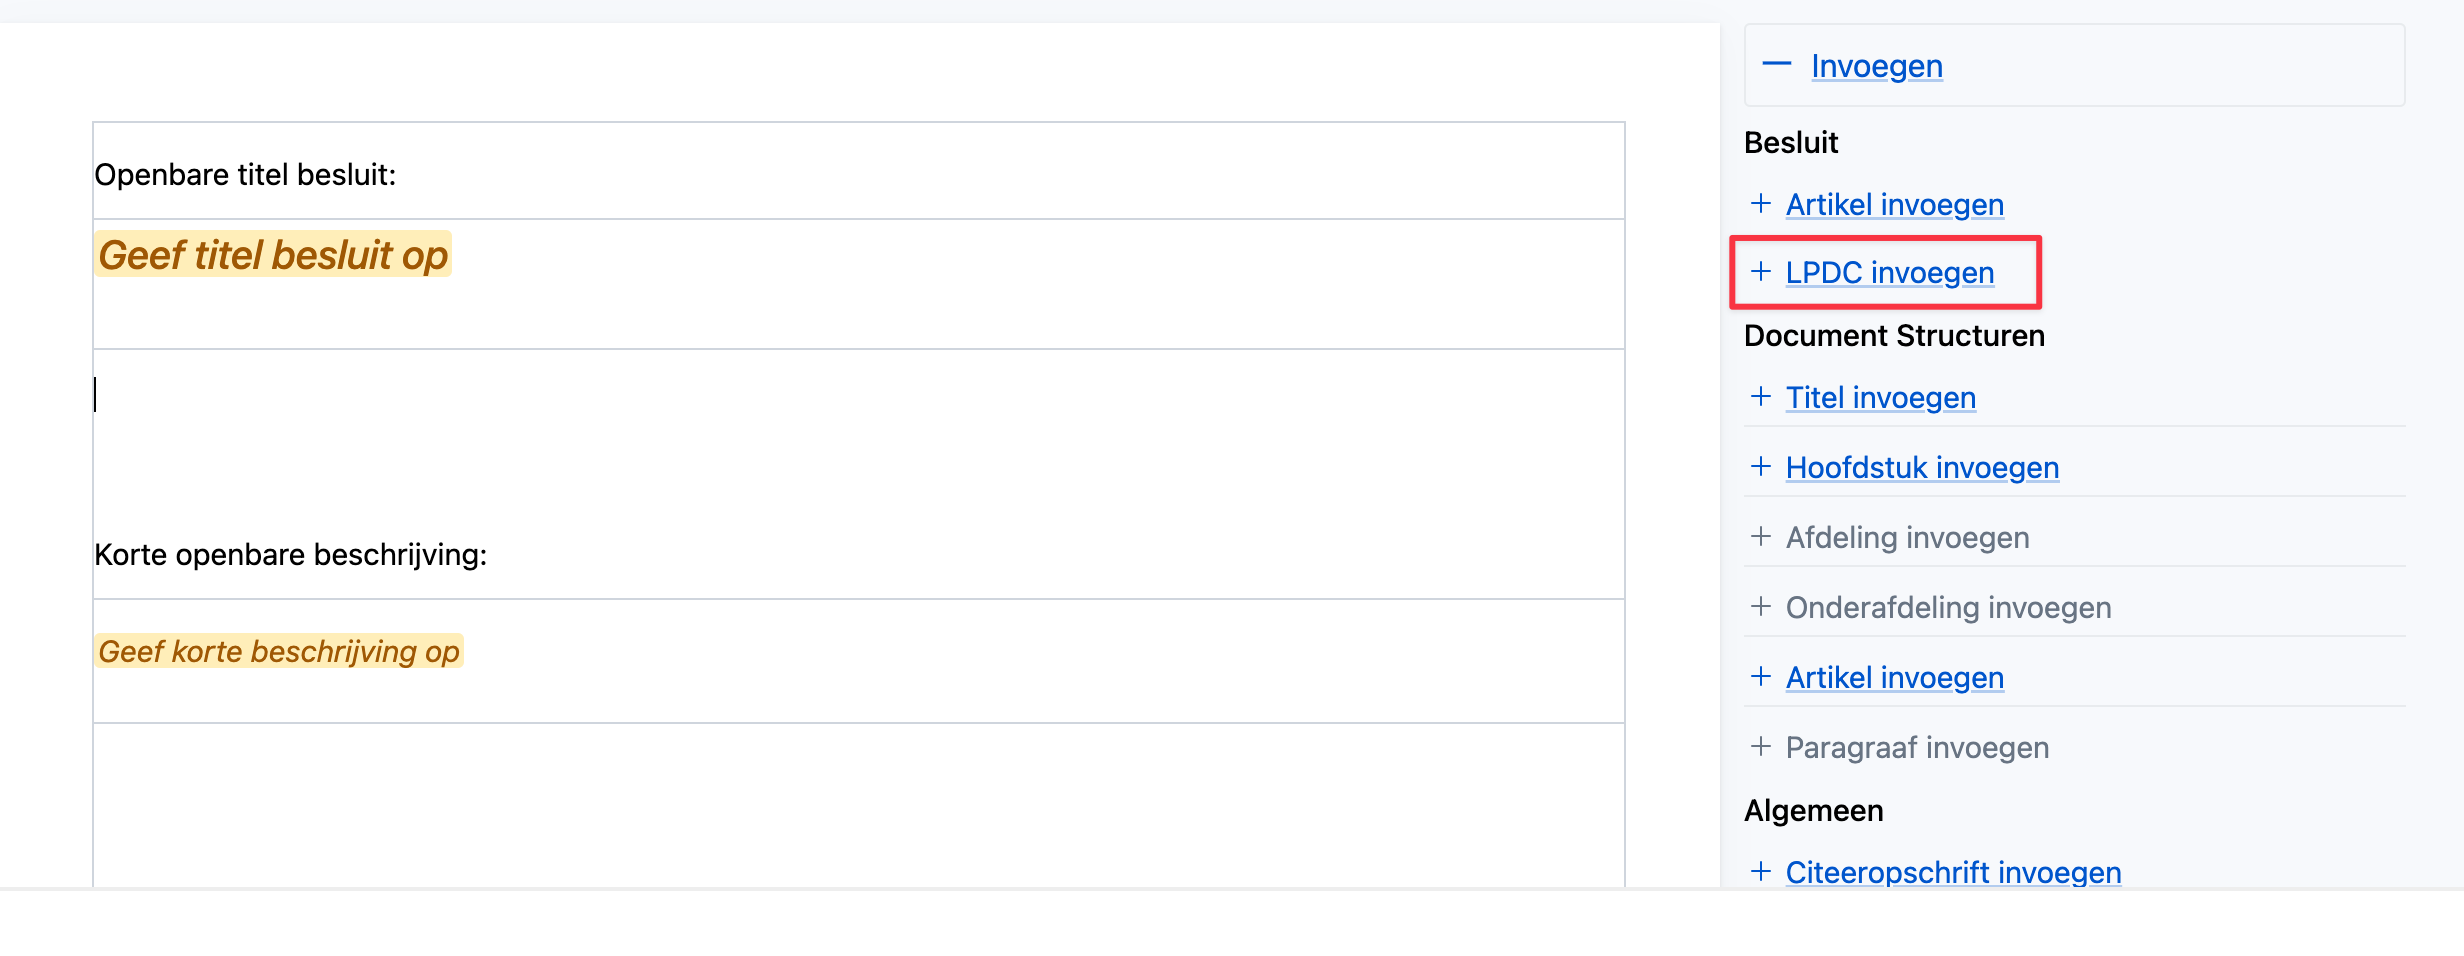 Openbare titel besluit:
Geef titel besluit op
Korte openbare beschrijving:
Geef korte beschrijving op
Invoegen
Besluit
+ Artikel invoegen
+ LPDC invoegen
Document Structuren
+ Titel invoegen
+ Hoofdstuk invoegen
+ Afdeling invoegen
+ Onderafdeling invoegen
+ Artikel invoegen
+ Paragraaf invoegen
Algemeen
+ Citeeropschrift invoegen